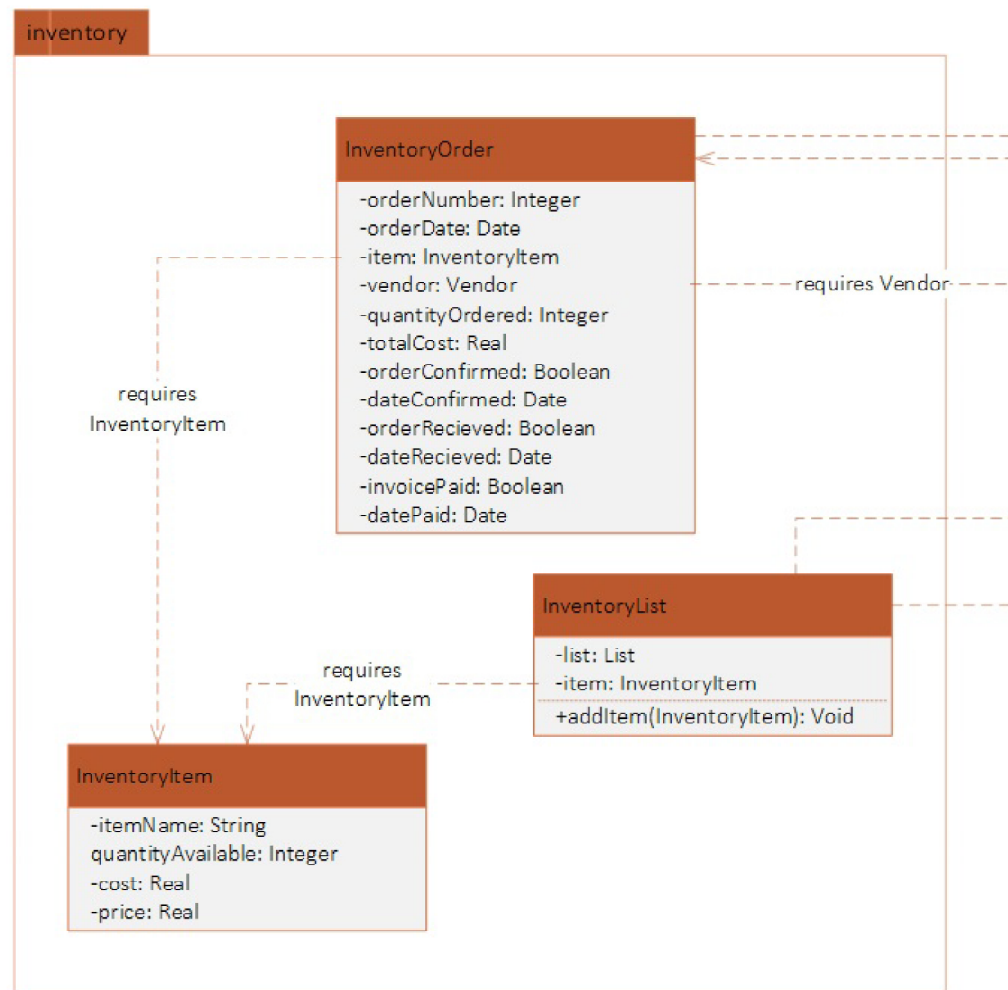 inventory
InventoryOrder
-orderNumber: Integer
-orderDate: Date
-item: InventoryItem
-vendor: Vendor
-quantityOrdered: Integer
-totalCost: Real
-orderConfirmed: Boolean
-dateConfirmed: Date
-orderRecieved: Boolean
-dateRecieved: Date
-invoicePaid: Boolean
-datePaid: Date
requires Vendor
requires
InventoryItem
InventoryList
-list: List
-item: InventoryItem
+addItem(InventoryItem): Void
requires
InventoryItem
InventoryItem
-itemName: String
quantityAvailable: Integer
-cost: Real
-price: Real